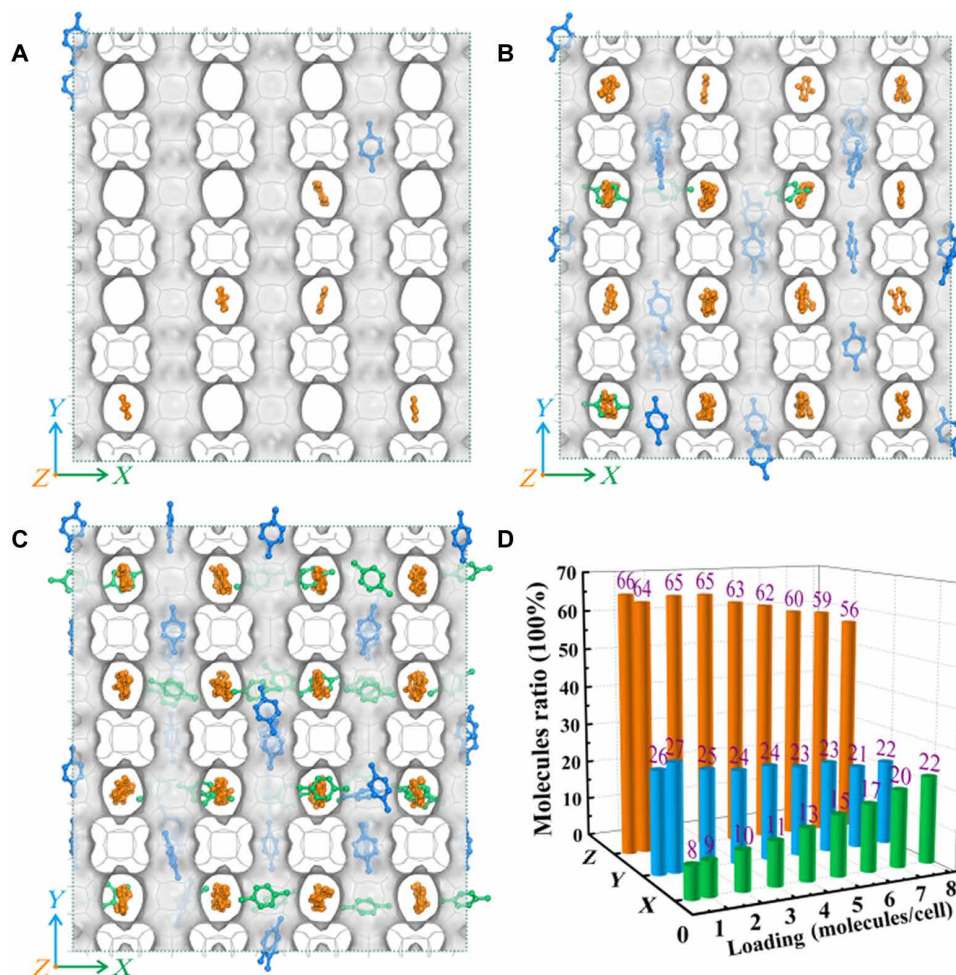 A
B
Y
Z
X
Y
Z
X
C
D
Y
Z
X
Molecules ratio (100%)
70
60
50
40
30
20
10
0
66 64 65 65 63 62 60 59 56
26 27 25 24 24 23 23 21 22
8 9 10 11 13 15 17 20 22
Z
Y
X
0 1 2 3 4 5 6 7 8
Loading (molecules/cell)